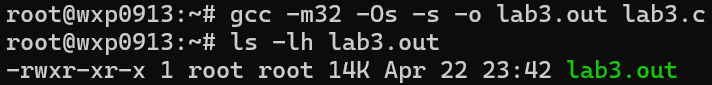 root@wxp0913:~# gcc -m32 -Os -s -o lab3.out lab3.c
root@wxp0913:~# ls -lh lab3.out
-rwxr-xr-x 1 root root 14K Apr 22 23:42 lab3.out